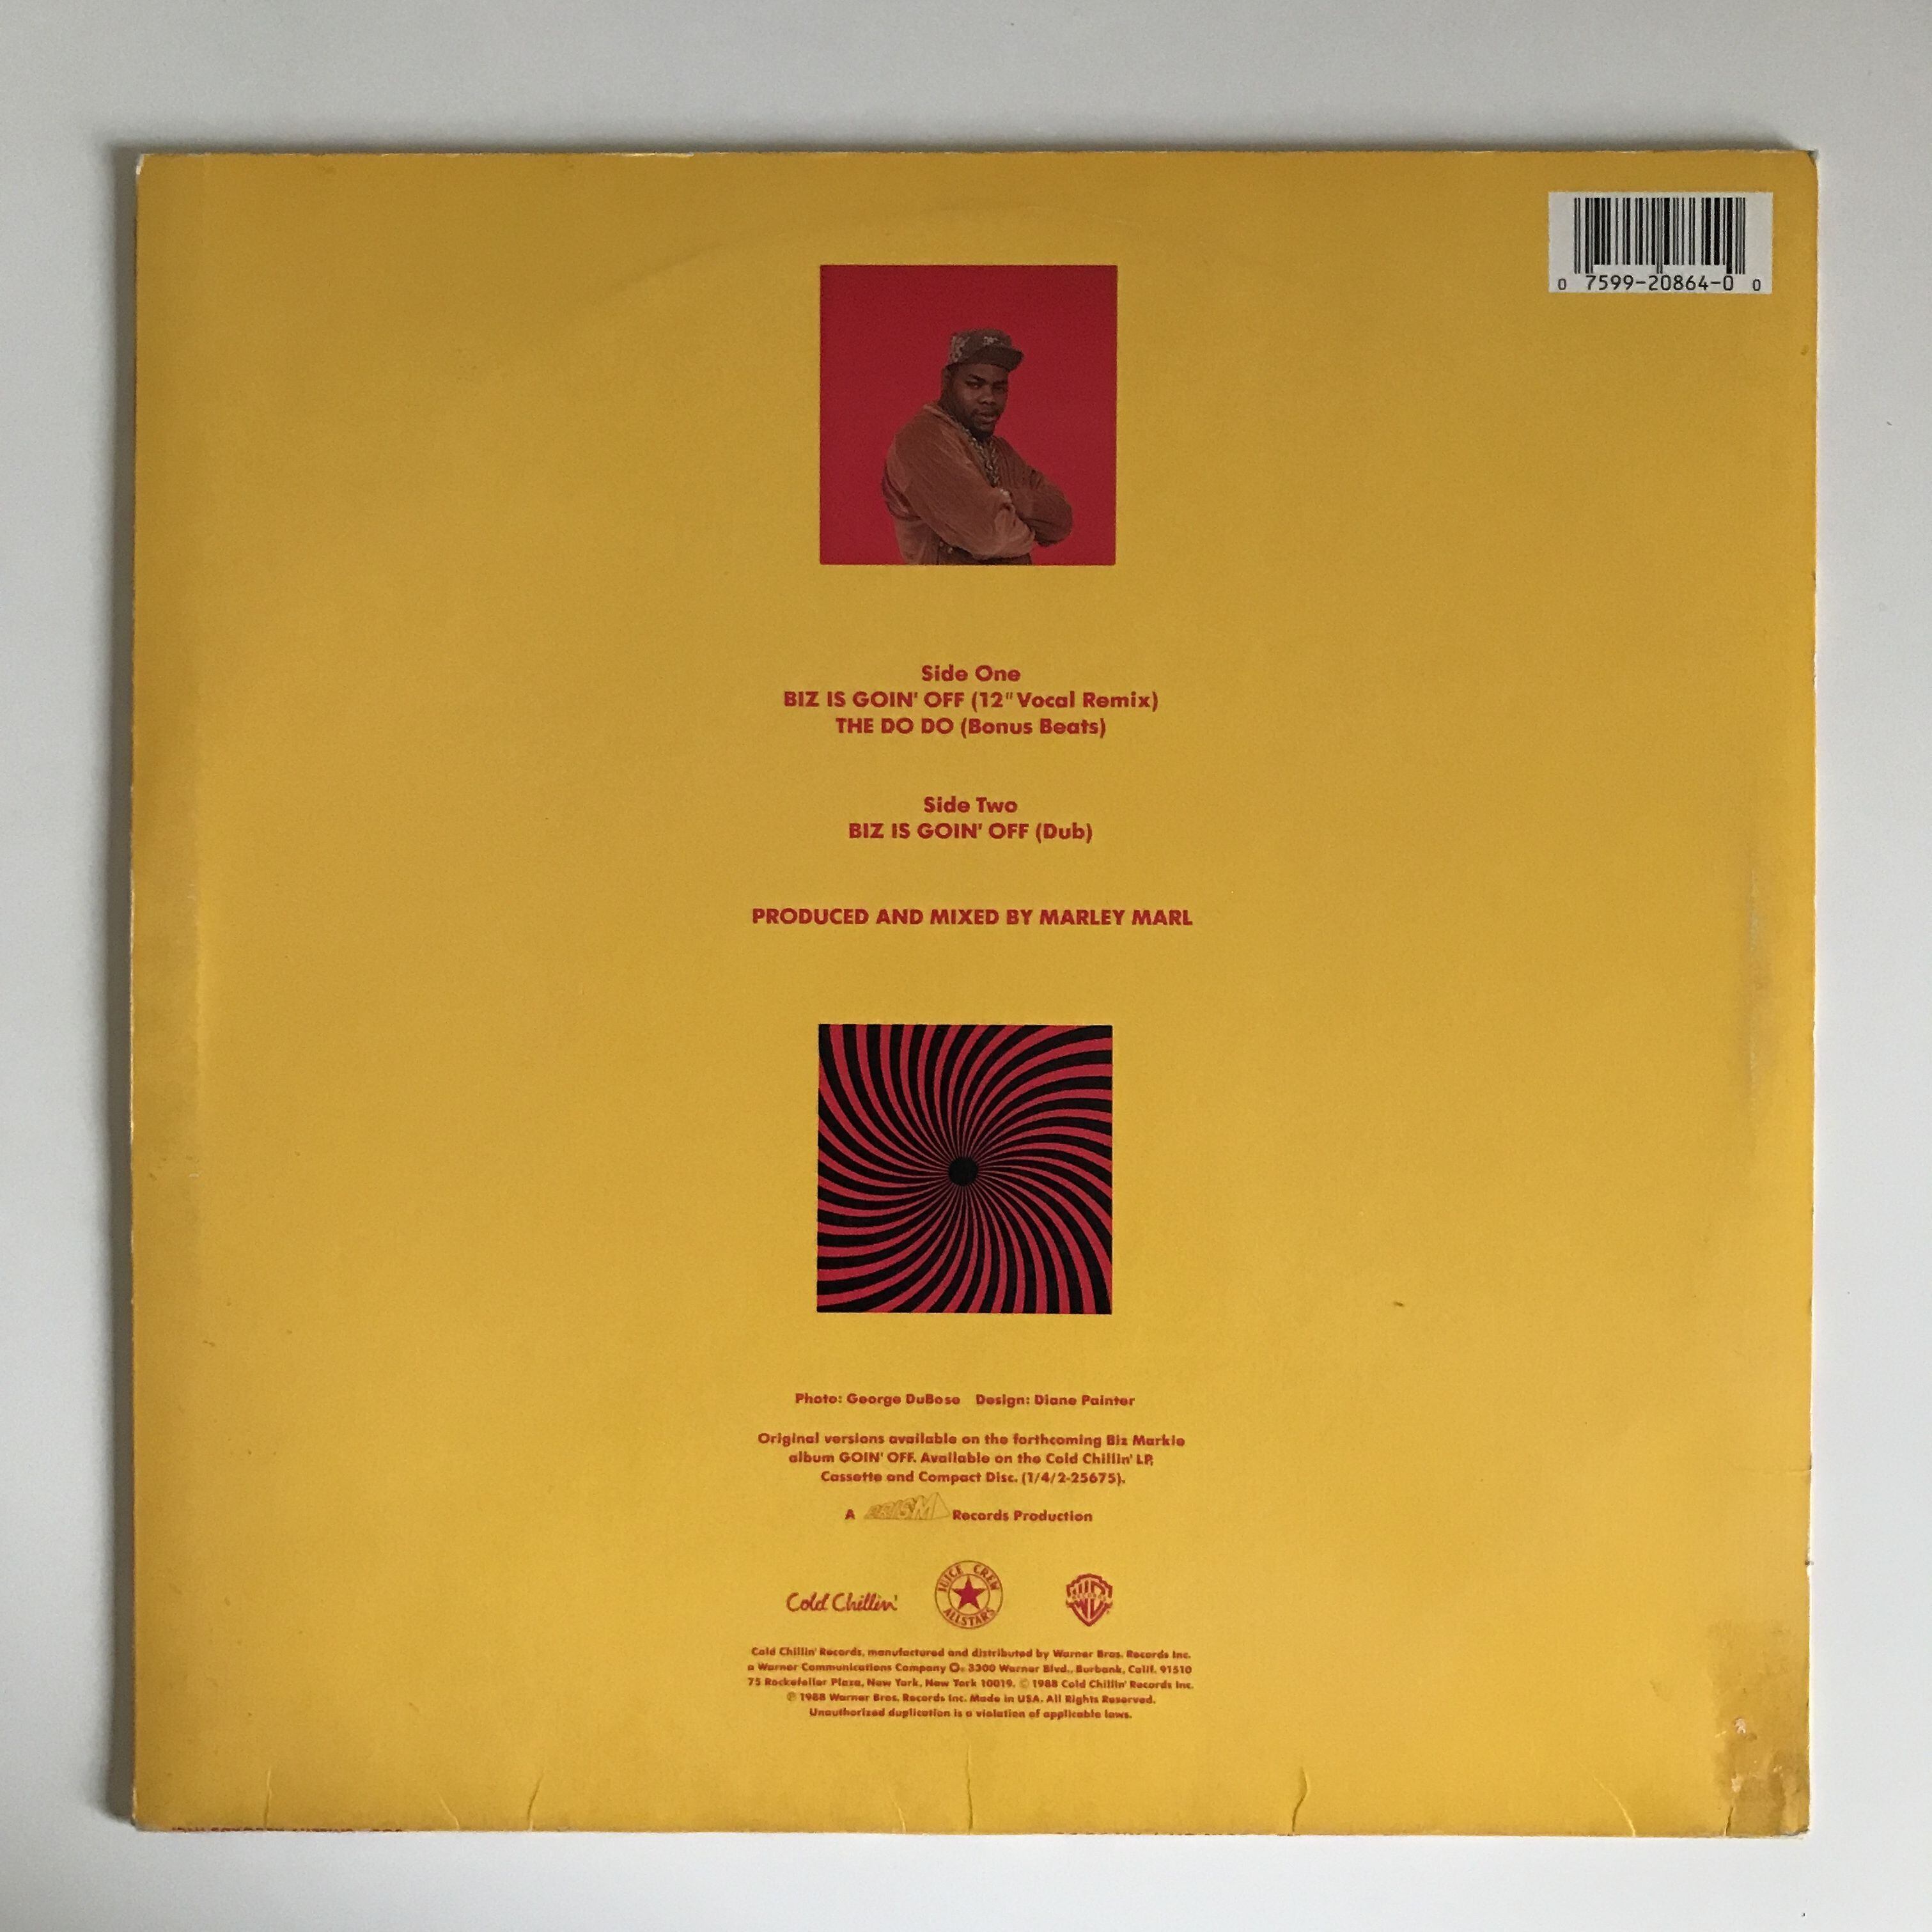 0 7599-20864-0 0
Side One
BIZ IS GOIN' OFF (12" Vocal Remix)
THE DO DO (Bonus Beats)
Side Two
BIZ IS GOIN' OFF (Dub)
PRODUCED AND MIXED BY MARLEY MARL
Photo: George DuBose Design: Diane Painter
Original versions available on the forthcoming Biz Markie
album GOIN' OFF. Available on the Cold Chillin' LP,
Cassette and Compact Disc. (1/4/2-25675).
A PRISM Records Production
Cold Chillin'
JUICE CREW
ALLSTARS
WB
Cold Chillin' Records, manufactured and distributed by Warner Bros. Records Inc.
a Warner Communications Company. 3300 Warner Blvd., Burbank, Calif. 91510
75 Rockefeller Plaza, New York, New York 10019. © 1988 Cold Chillin' Records Inc.
℗ 1988 Warner Bros. Records Inc. Made in USA. All Rights Reserved.
Unauthorized duplication is a violation of applicable laws.